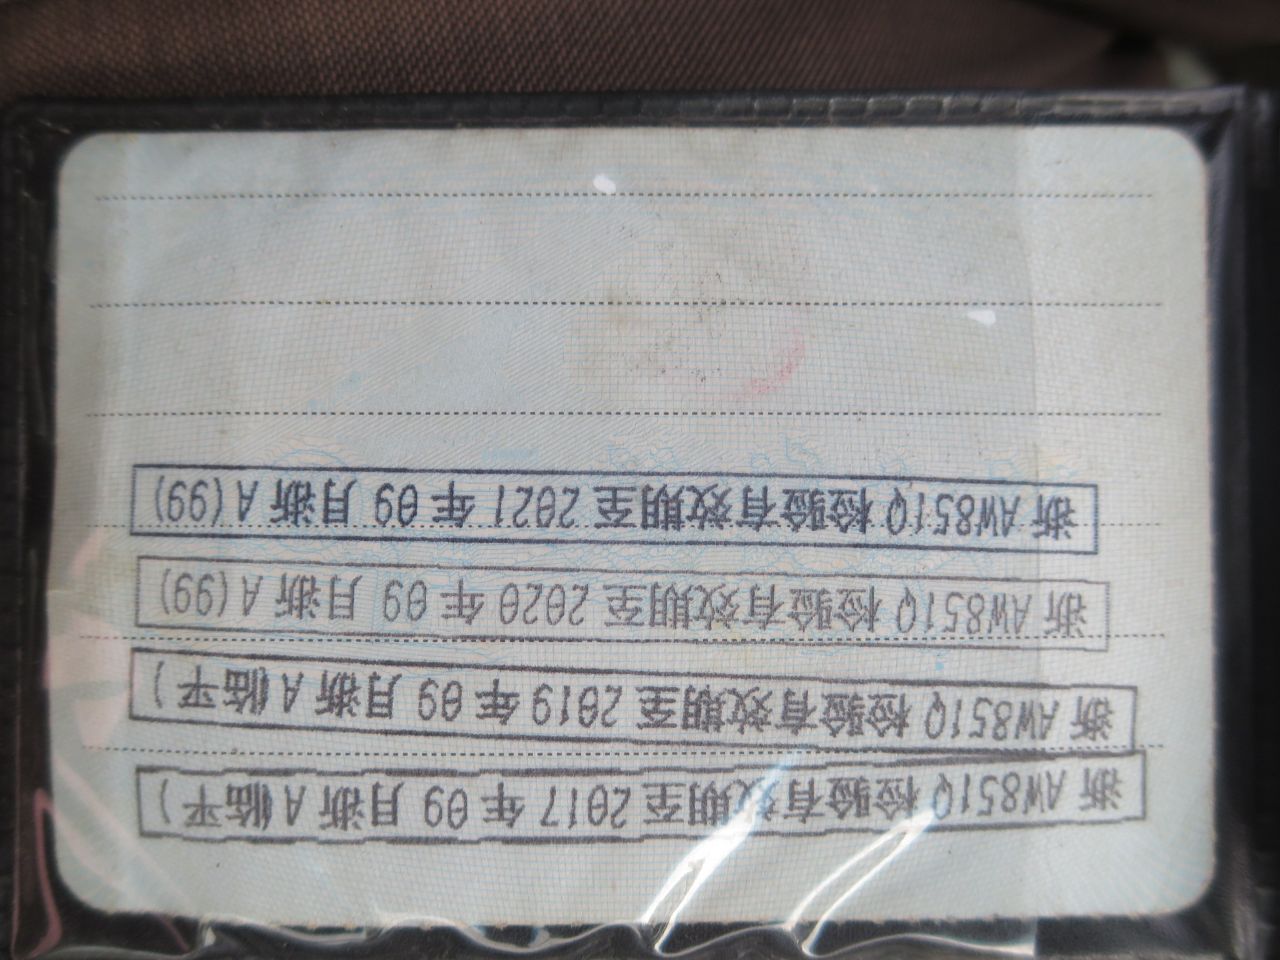 浙AW851Q 检验有效期至2017年09月浙A(临平)
浙AW851Q 检验有效期至2019年09月浙A(临平)
浙AW851Q 检验有效期至2020年09月浙A(99)
浙AW851Q 检验有效期至2021年09月浙A(99)